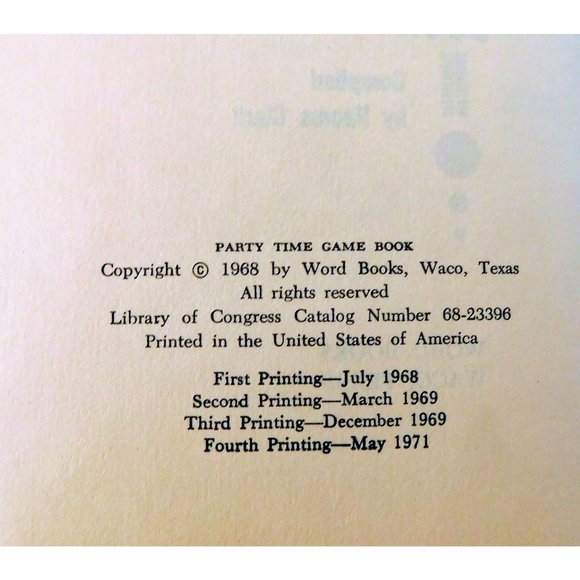 PARTY TIME GAME BOOK
Copyright © 1968 by Word Books, Waco, Texas
All rights reserved
Library of Congress Catalog Number 68-23396
Printed in the United States of America
First Printing—July 1968
Second Printing—March 1969
Third Printing—December 1969
Fourth Printing—May 1971